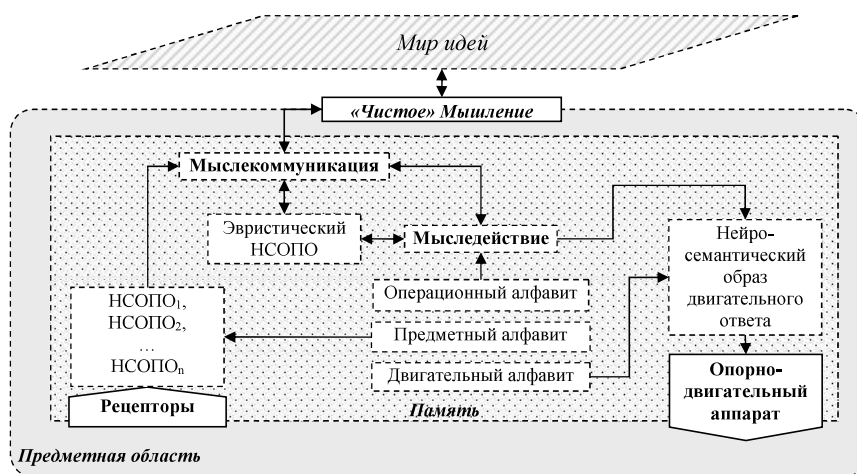 Мир идей
«Чистое» Мышление
Мыслекоммуникация
Эвристический
НСОПО
Мыследействие
Нейро-
семантический
образ
двигательного
ответа
Операционный алфавит
НСОПО1,
НСОПО2,
…
НСОПОn
Предметный алфавит
Двигательный алфавит
Опорно-
двигательный
аппарат
Рецепторы
Память
Предметная область